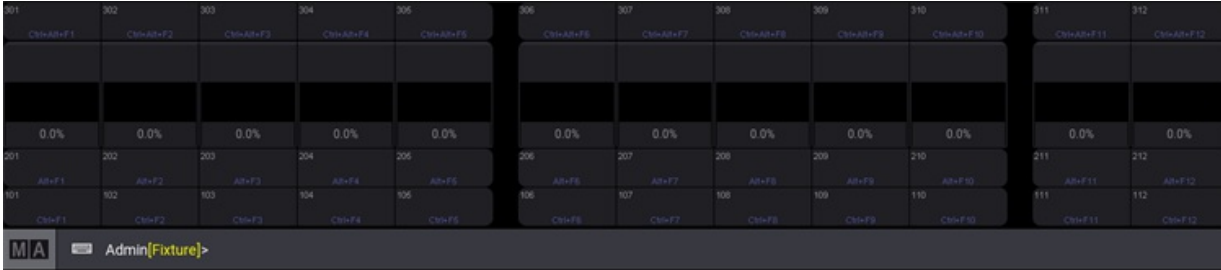 301 302 303 304 305 306 307 308 309 310 311 312
Ctrl+Alt+F1 Ctrl+Alt+F2 Ctrl+Alt+F3 Ctrl+Alt+F4 Ctrl+Alt+F5 Ctrl+Alt+F6 Ctrl+Alt+F7 Ctrl+Alt+F8 Ctrl+Alt+F9 Ctrl+Alt+F10 Ctrl+Alt+F11 Ctrl+Alt+F12
0.0% 0.0% 0.0% 0.0% 0.0% 0.0% 0.0% 0.0% 0.0% 0.0% 0.0% 0.0%
201 202 203 204 205 206 207 208 209 210 211 212
Alt+F1 Alt+F2 Alt+F3 Alt+F4 Alt+F5 Alt+F6 Alt+F7 Alt+F8 Alt+F9 Alt+F10 Alt+F11 Alt+F12
101 102 103 104 105 106 107 108 109 110 111 112
Ctrl+F1 Ctrl+F2 Ctrl+F3 Ctrl+F4 Ctrl+F5 Ctrl+F6 Ctrl+F7 Ctrl+F8 Ctrl+F9 Ctrl+F10 Ctrl+F11 Ctrl+F12
MA Admin[Fixture]>